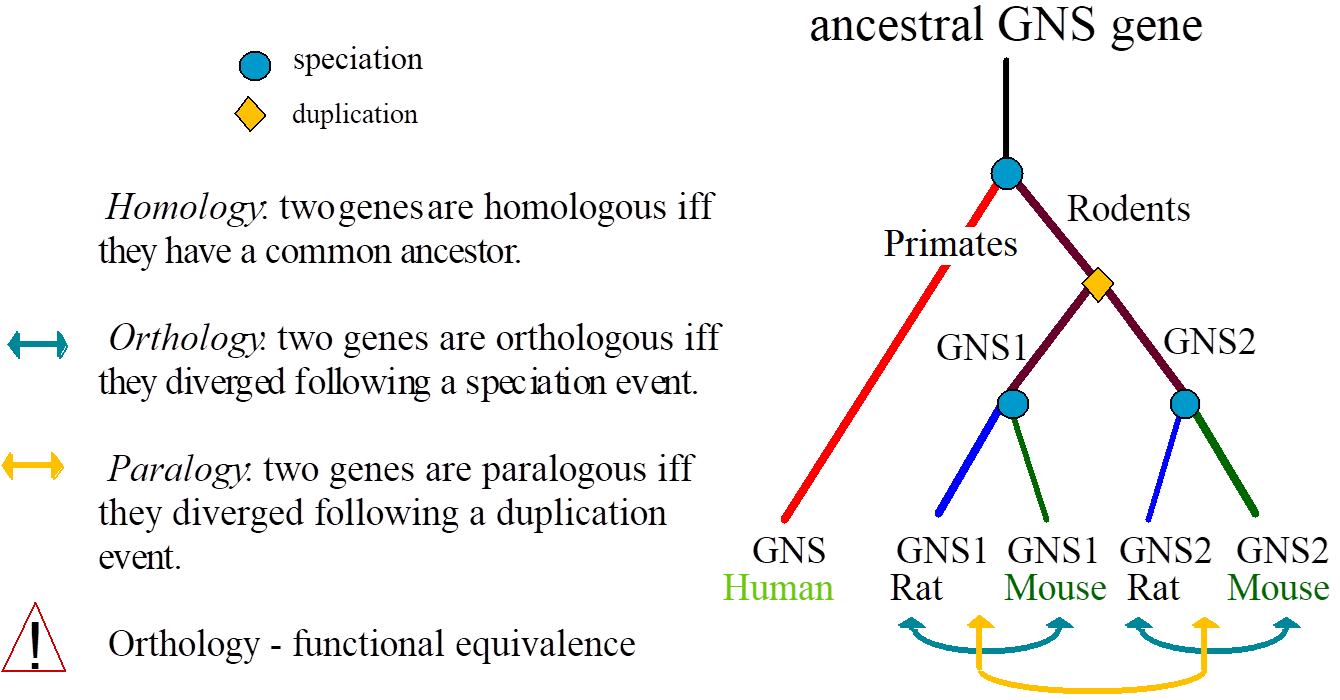 ancestral GNS gene
speciation
duplication
Homology: two genes are homologous iff
they have a common ancestor.
Orthology: two genes are orthologous iff
they diverged following a speciation event.
Paralogy: two genes are paralogous iff
they diverged following a duplication
event.
! Orthology - functional equivalence
Rodents
Primates
GNS1
GNS2
GNS GNS1 GNS1 GNS2 GNS2
Human Rat Mouse Rat Mouse